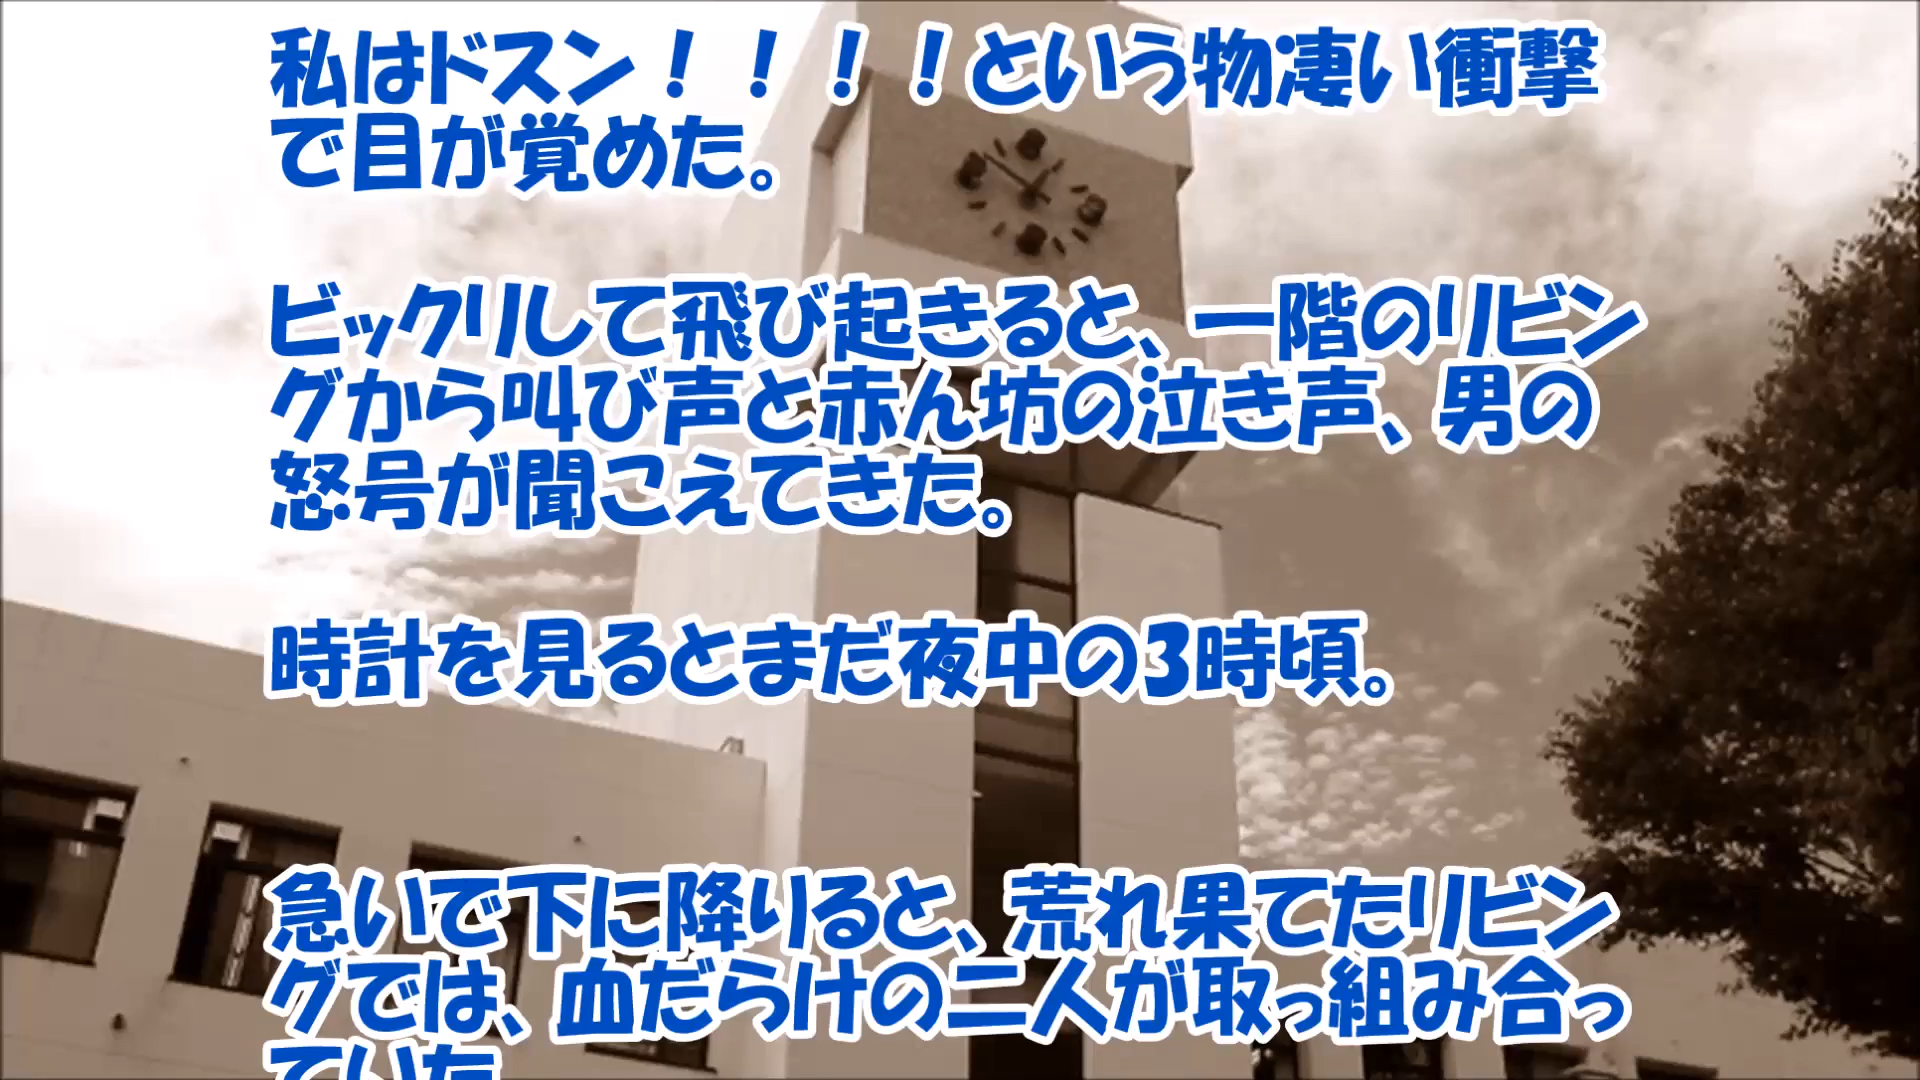 私はドスン！！！！という物凄い衝撃
で目が覚めた。
ビックリして飛び起きると、一階のリビン
グから叫び声と赤ん坊の泣き声、男の
怒号が聞こえてきた。
時計を見るとまだ夜中の3時頃。
急いで下に降りると、荒れ果てたリビン
グでは、血だらけの二人が取っ組み合っ
ていた